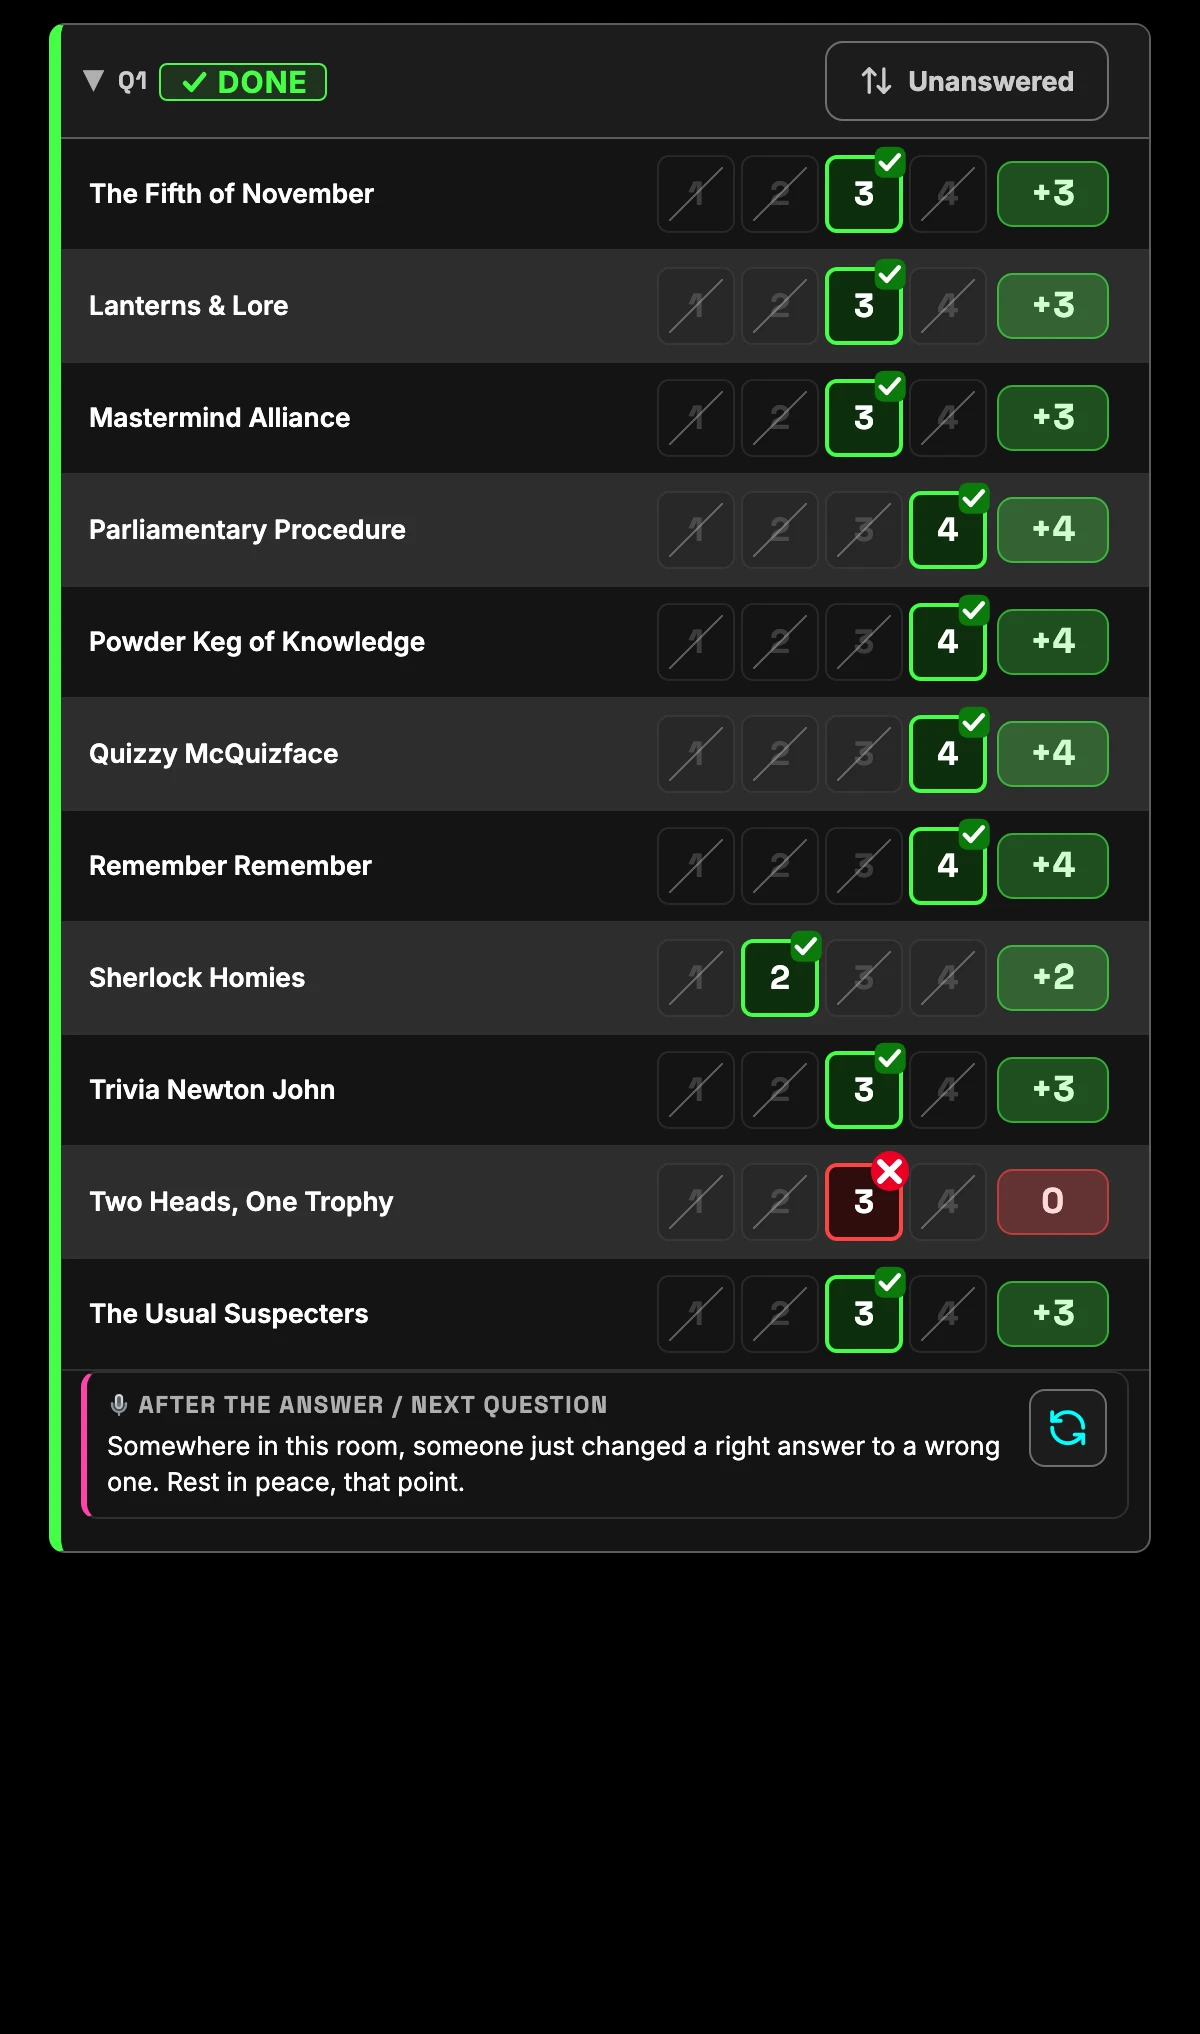 ▼ Q1 ✓ DONE Unanswered
The Fifth of November 1 2 3 4 +3
Lanterns & Lore 1 2 3 4 +3
Mastermind Alliance 1 2 3 4 +3
Parliamentary Procedure 1 2 3 4 +4
Powder Keg of Knowledge 1 2 3 4 +4
Quizzy McQuizface 1 2 3 4 +4
Remember Remember 1 2 3 4 +4
Sherlock Homies 1 2 3 4 +2
Trivia Newton John 1 2 3 4 +3
Two Heads, One Trophy 1 2 3 4 0
The Usual Suspecters 1 2 3 4 +3
AFTER THE ANSWER / NEXT QUESTION
Somewhere in this room, someone just changed a right answer to a wrong
one. Rest in peace, that point.